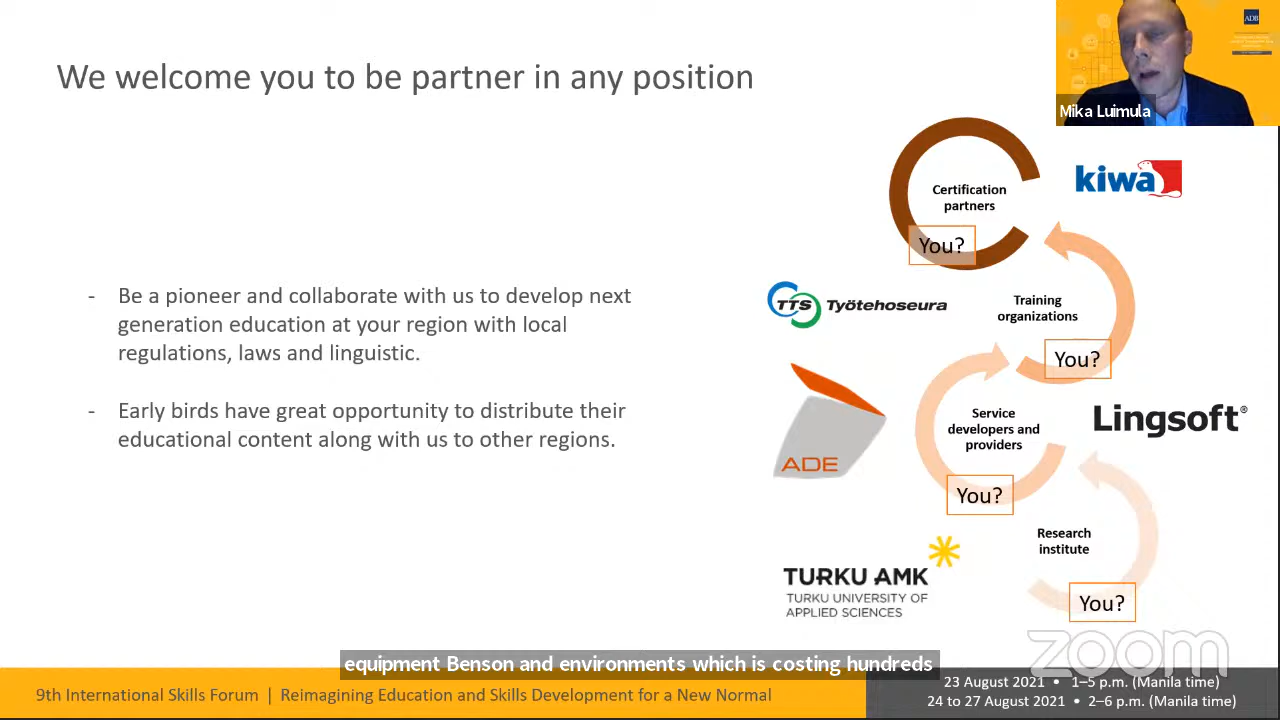 We welcome you to be partner in any position
ADB
Mika Luimula
Certification
partners
You?
kiwa
TTS Työtehoseura
Training
organizations
You?
- Be a pioneer and collaborate with us to develop next
generation education at your region with local
regulations, laws and linguistic.
- Early birds have great opportunity to distribute their
educational content along with us to other regions.
ADE
Service
developers and
providers
You?
Lingsoft®
Research
institute
You?
TURKU AMK
TURKU UNIVERSITY OF
APPLIED SCIENCES
zoom
equipment Benson and environments which is costing hundreds
9th International Skills Forum | Reimagining Education and Skills Development for a New Normal
23 August 2021 • 1–5 p.m. (Manila time)
24 to 27 August 2021 • 2–6 p.m. (Manila time)